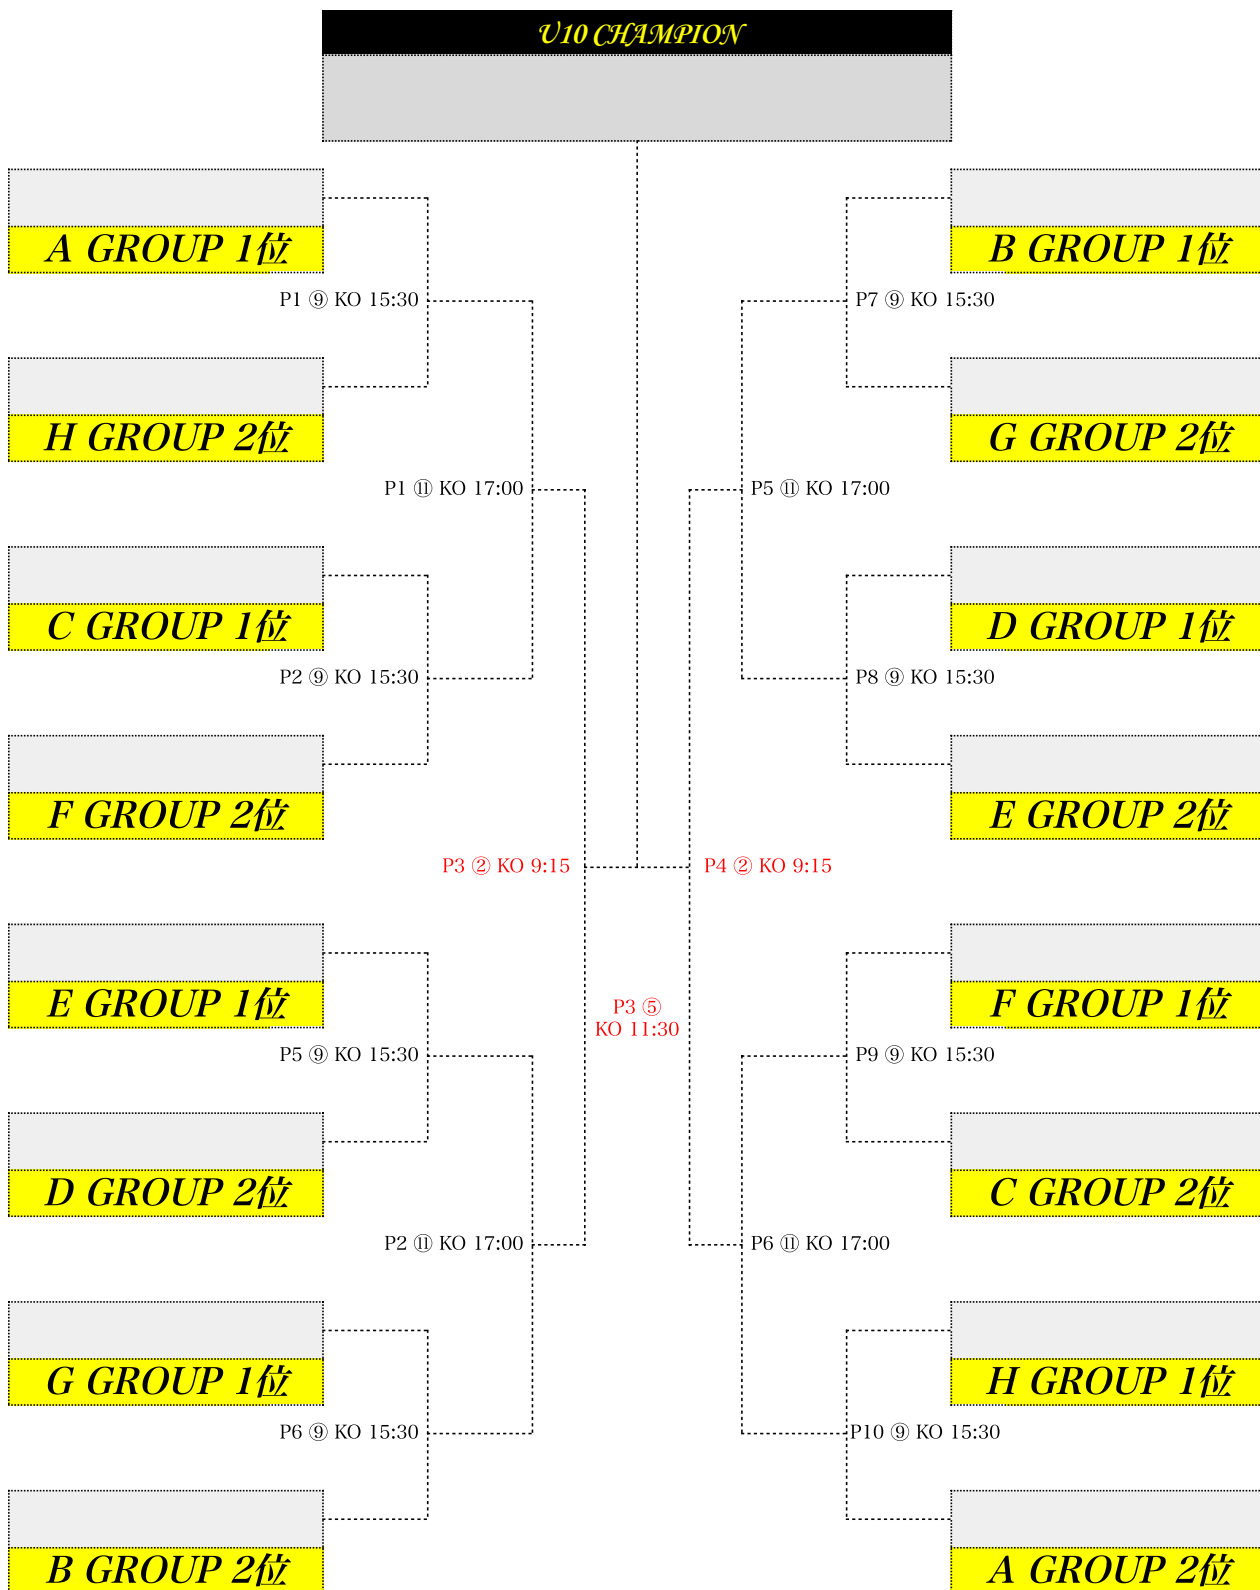 U10 CHAMPION
A GROUP 1位
B GROUP 1位
P1 ⑨ KO 15:30
P7 ⑨ KO 15:30
H GROUP 2位
G GROUP 2位
P1 ⑪ KO 17:00
P5 ⑪ KO 17:00
C GROUP 1位
D GROUP 1位
P2 ⑨ KO 15:30
P8 ⑨ KO 15:30
F GROUP 2位
E GROUP 2位
P3 ② KO 9:15
P4 ② KO 9:15
E GROUP 1位
F GROUP 1位
P3 ⑤
KO 11:30
P5 ⑨ KO 15:30
P9 ⑨ KO 15:30
D GROUP 2位
C GROUP 2位
P2 ⑪ KO 17:00
P6 ⑪ KO 17:00
G GROUP 1位
H GROUP 1位
P6 ⑨ KO 15:30
P10 ⑨ KO 15:30
B GROUP 2位
A GROUP 2位